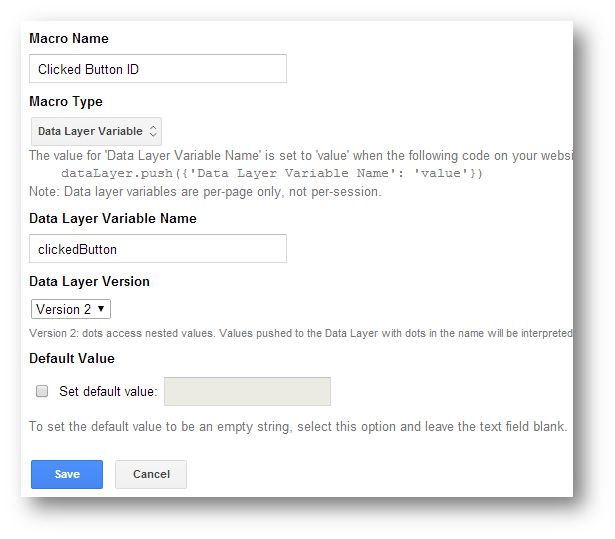 Macro Name
Clicked Button ID
Macro Type
Data Layer Variable
The value for 'Data Layer Variable Name' is set to 'value' when the following code on your websi
dataLayer.push({'Data Layer Variable Name': 'value'})
Note: Data layer variables are per-page only, not per-session.
Data Layer Variable Name
clickedButton
Data Layer Version
Version 2
Version 2: dots access nested values. Values pushed to the Data Layer with dots in the name will be interpreted
Default Value
Set default value:
To set the default value to be an empty string, select this option and leave the text field blank.
Save Cancel